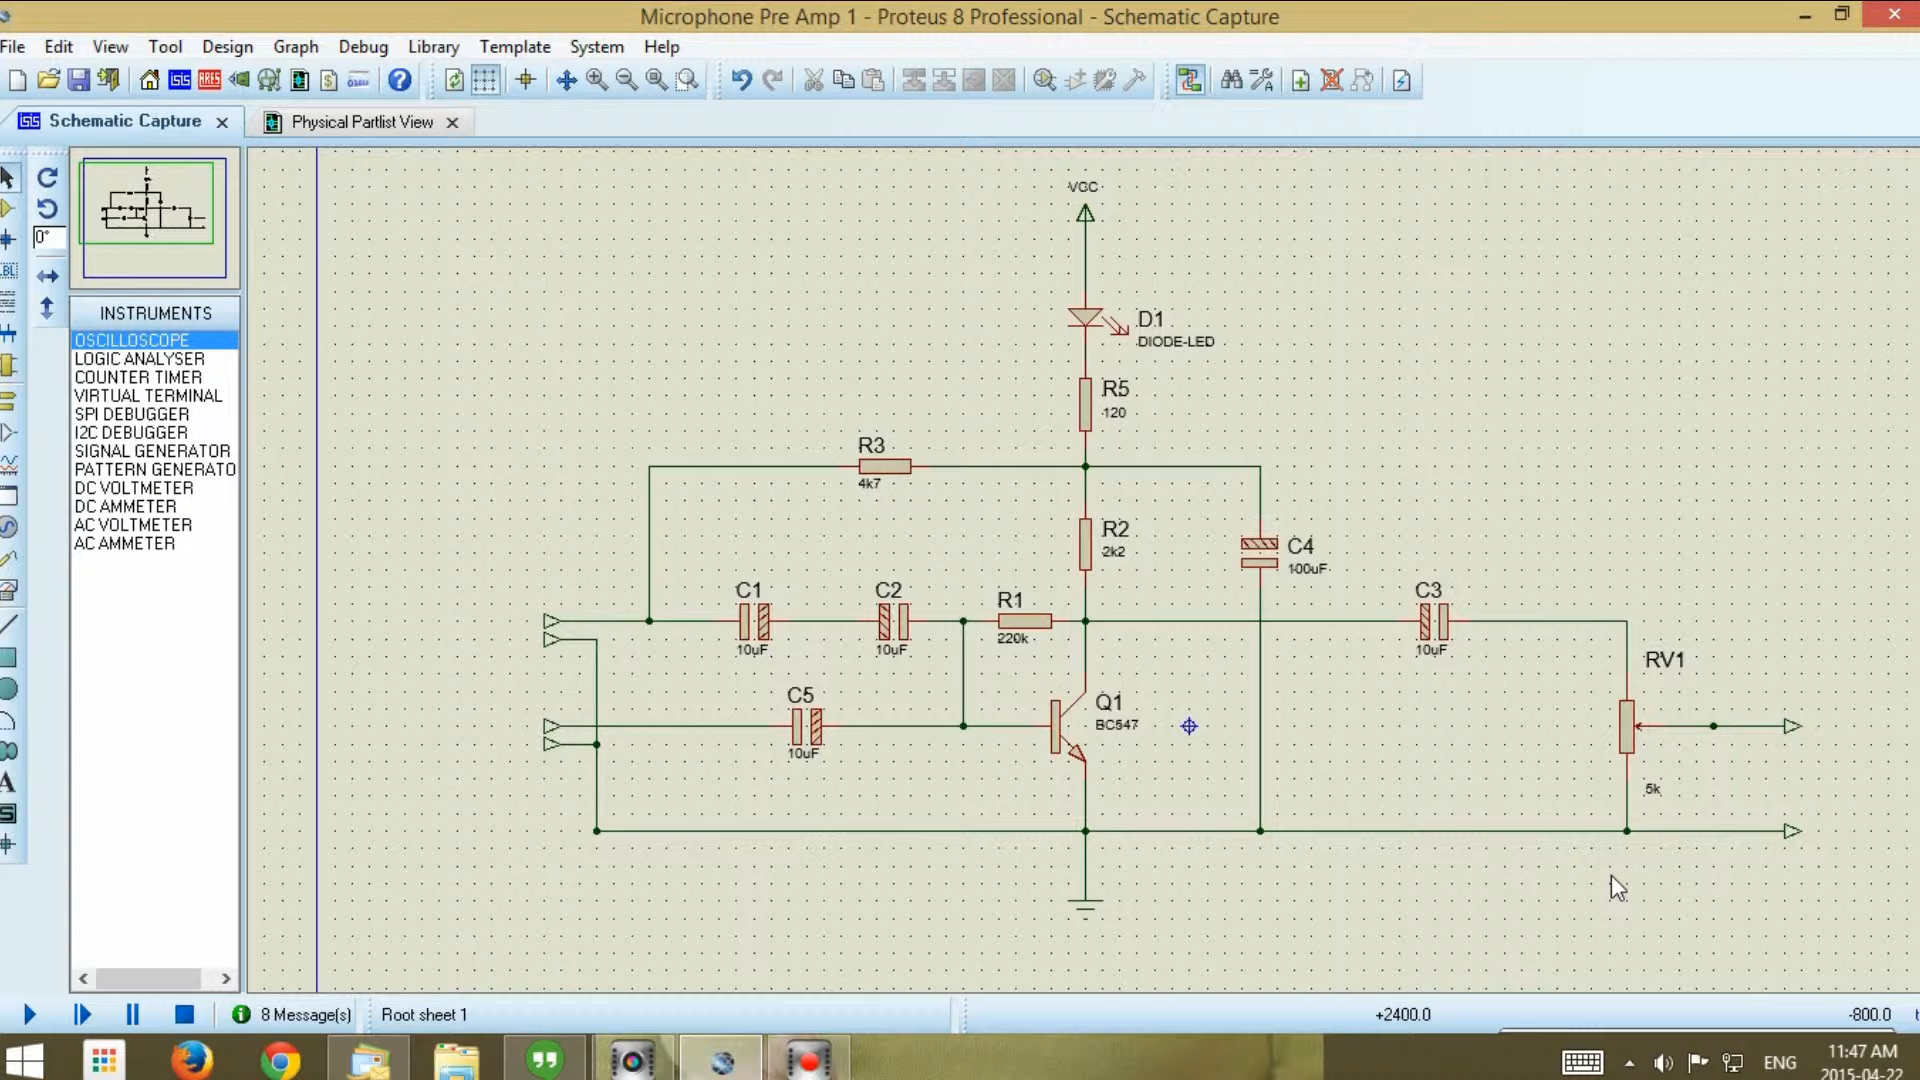 Microphone Pre Amp 1 - Proteus 8 Professional - Schematic Capture
File Edit View Tool Design Graph Debug Library Template System Help
Schematic Capture Physical Partlist View
0°
LBL
INSTRUMENTS
OSCILLOSCOPE
LOGIC ANALYSER
COUNTER TIMER
VIRTUAL TERMINAL
SPI DEBUGGER
I2C DEBUGGER
SIGNAL GENERATOR
PATTERN GENERATO
DC VOLTMETER
DC AMMETER
AC VOLTMETER
AC AMMETER
VCC
D1
DIODE-LED
R5
120
R3
4k7
R2
2k2
C4
100uF
C1
10uF
C2
10uF
R1
220k
C3
10uF
RV1
5k
C5
10uF
Q1
BC547
8 Message(s) Root sheet 1 +2400.0 -800.0
ENG
11:47 AM
2015-04-22